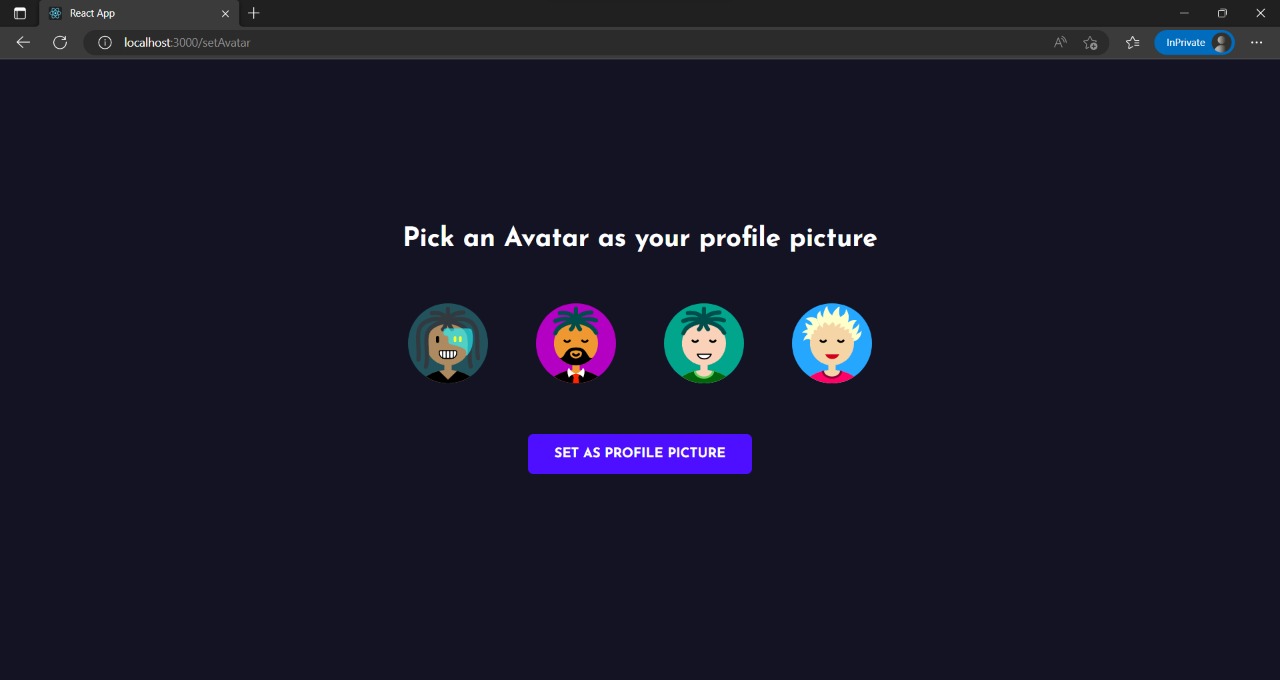 React App
localhost:3000/setAvatar
InPrivate
Pick an Avatar as your profile picture
SET AS PROFILE PICTURE